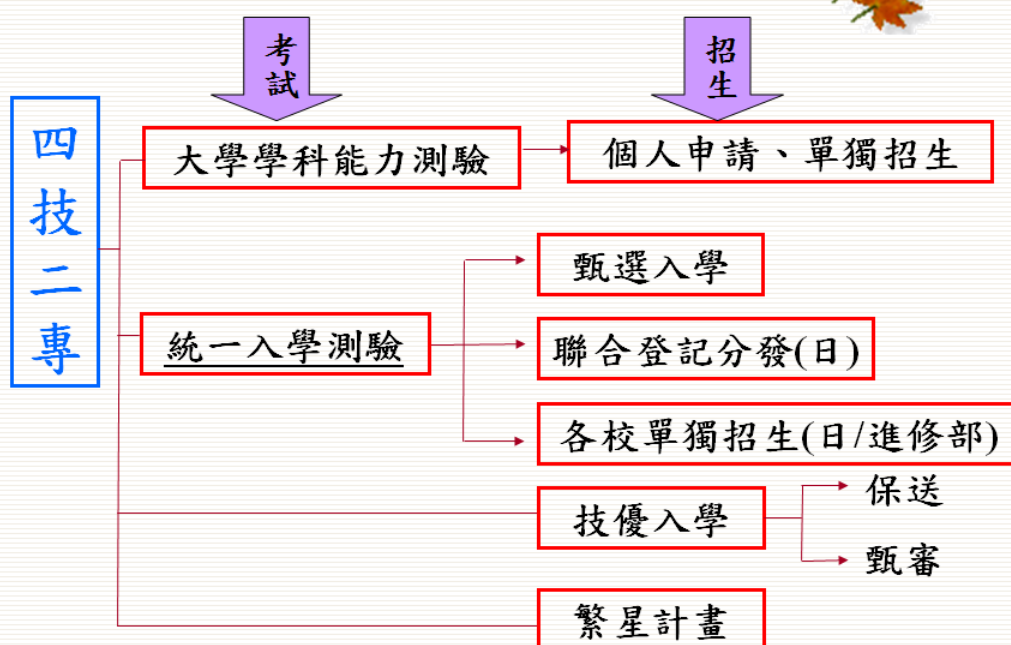 考試
招生
四技二專
大學學科能力測驗
個人申請、單獨招生
統一入學測驗
甄選入學
聯合登記分發(日)
各校單獨招生(日/進修部)
技優入學
保送
甄審
繁星計畫